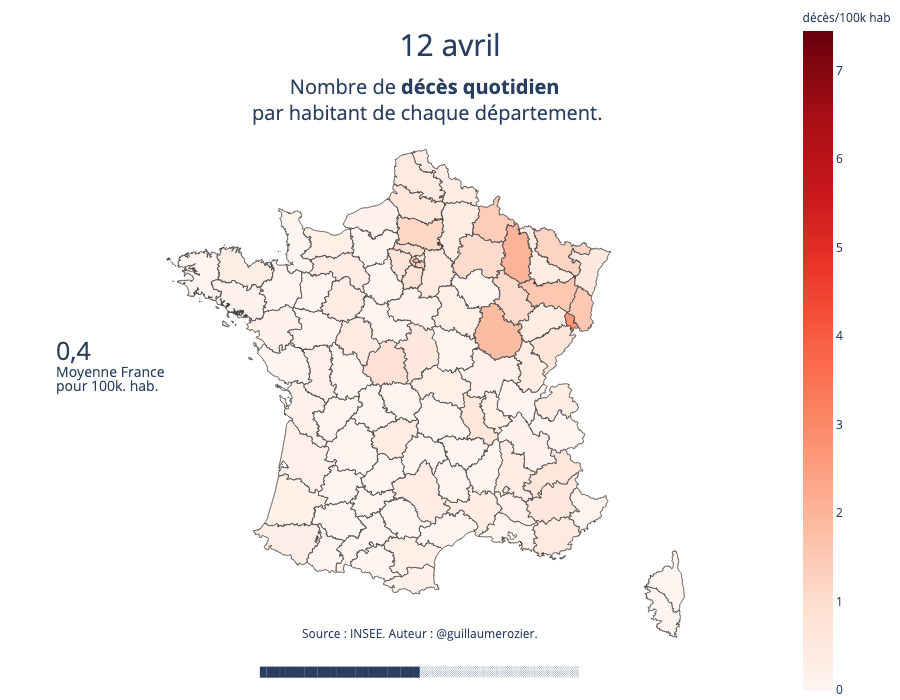 12 avril
décès/100k hab
Nombre de décès quotidien
par habitant de chaque département.
7
6
5
4
3
2
1
0
0,4
Moyenne France
pour 100k. hab.
Source : INSEE. Auteur : @guillaumerozier.